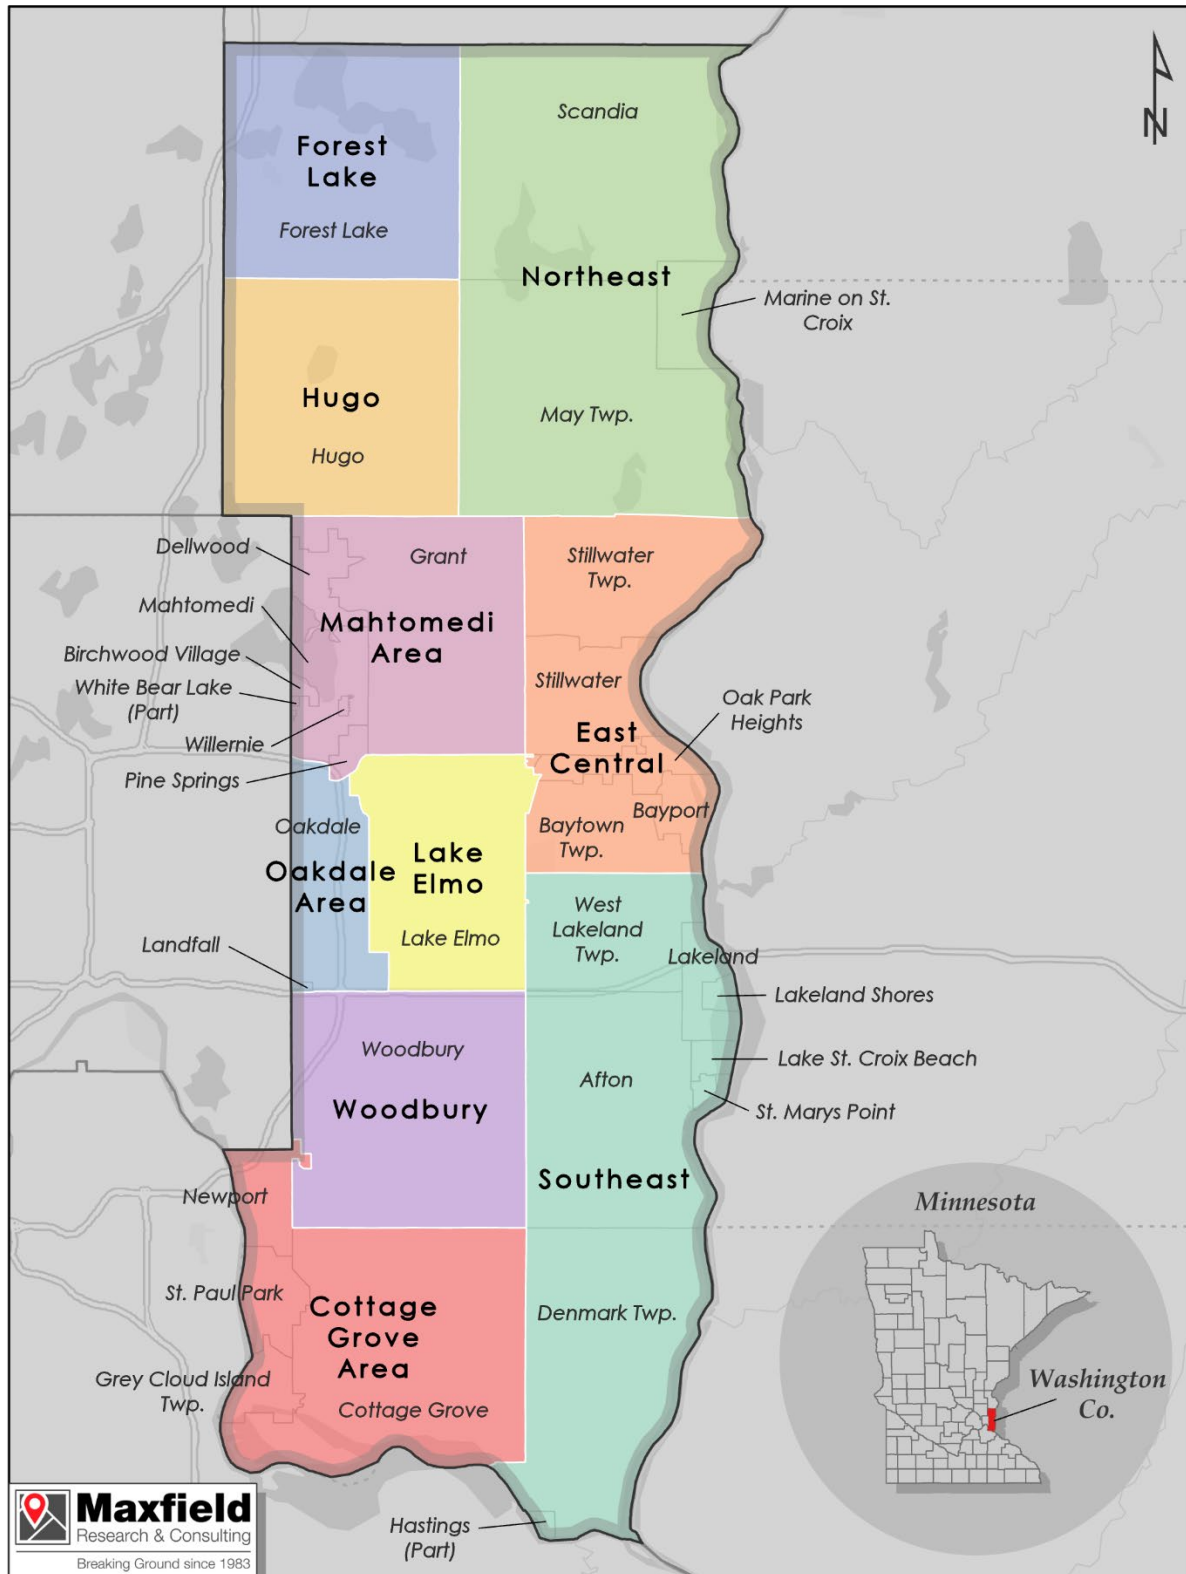 N
Scandia
Forest
Lake
Forest Lake
Northeast
Marine on St.
Croix
Hugo
May Twp.
Hugo
Dellwood
Grant
Stillwater
Twp.
Mahtomedi
Mahtomedi
Area
Birchwood Village
White Bear Lake
(Part)
Stillwater
Oak Park
Heights
Willernie
East
Central
Pine Springs
Bayport
Oakdale
Baytown
Twp.
Lake
Elmo
Oakdale
Area
West
Lakeland
Twp.
Lake Elmo
Landfall
Lakeland
Lakeland Shores
Woodbury
Lake St. Croix Beach
Afton
Woodbury
St. Marys Point
Southeast
Newport
Minnesota
St. Paul Park
Cottage
Grove
Area
Denmark Twp.
Grey Cloud Island
Twp.
Washington
Co.
Cottage Grove
Hastings
(Part)
Maxfield
Research & Consulting
Breaking Ground since 1983